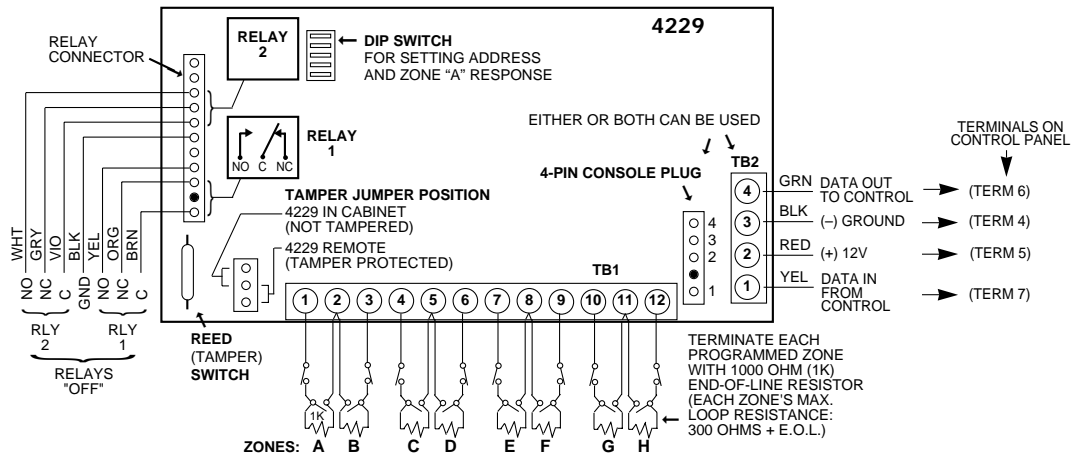 4229
RELAY
CONNECTOR
RELAY
2
DIP SWITCH
FOR SETTING ADDRESS
AND ZONE “A” RESPONSE
NO C NC
RELAY
1
EITHER OR BOTH CAN BE USED
TERMINALS ON
CONTROL PANEL
TB2
4-PIN CONSOLE PLUG
4
3
2
1
4
3
2
1
GRN
DATA OUT
TO CONTROL
(TERM 6)
BLK
(–) GROUND
(TERM 4)
RED
(+) 12V
(TERM 5)
YEL
DATA IN
FROM
CONTROL
(TERM 7)
TAMPER JUMPER POSITION
4229 IN CABINET
(NOT TAMPERED)
4229 REMOTE
(TAMPER PROTECTED)
WHT
GRY
VIO
BLK
YEL
ORG
BRN
NO
NC
C
GND
NO
NC
C
RLY
2
RLY
1
RELAYS
"OFF"
REED
(TAMPER)
SWITCH
TB1
1 2 3 4 5 6 7 8 9 10 11 12
1K
ZONES: A B C D E F G H
TERMINATE EACH
PROGRAMMED ZONE
WITH 1000 OHM (1K)
END-OF-LINE RESISTOR
(EACH ZONE'S MAX.
LOOP RESISTANCE:
300 OHMS + E.O.L.)